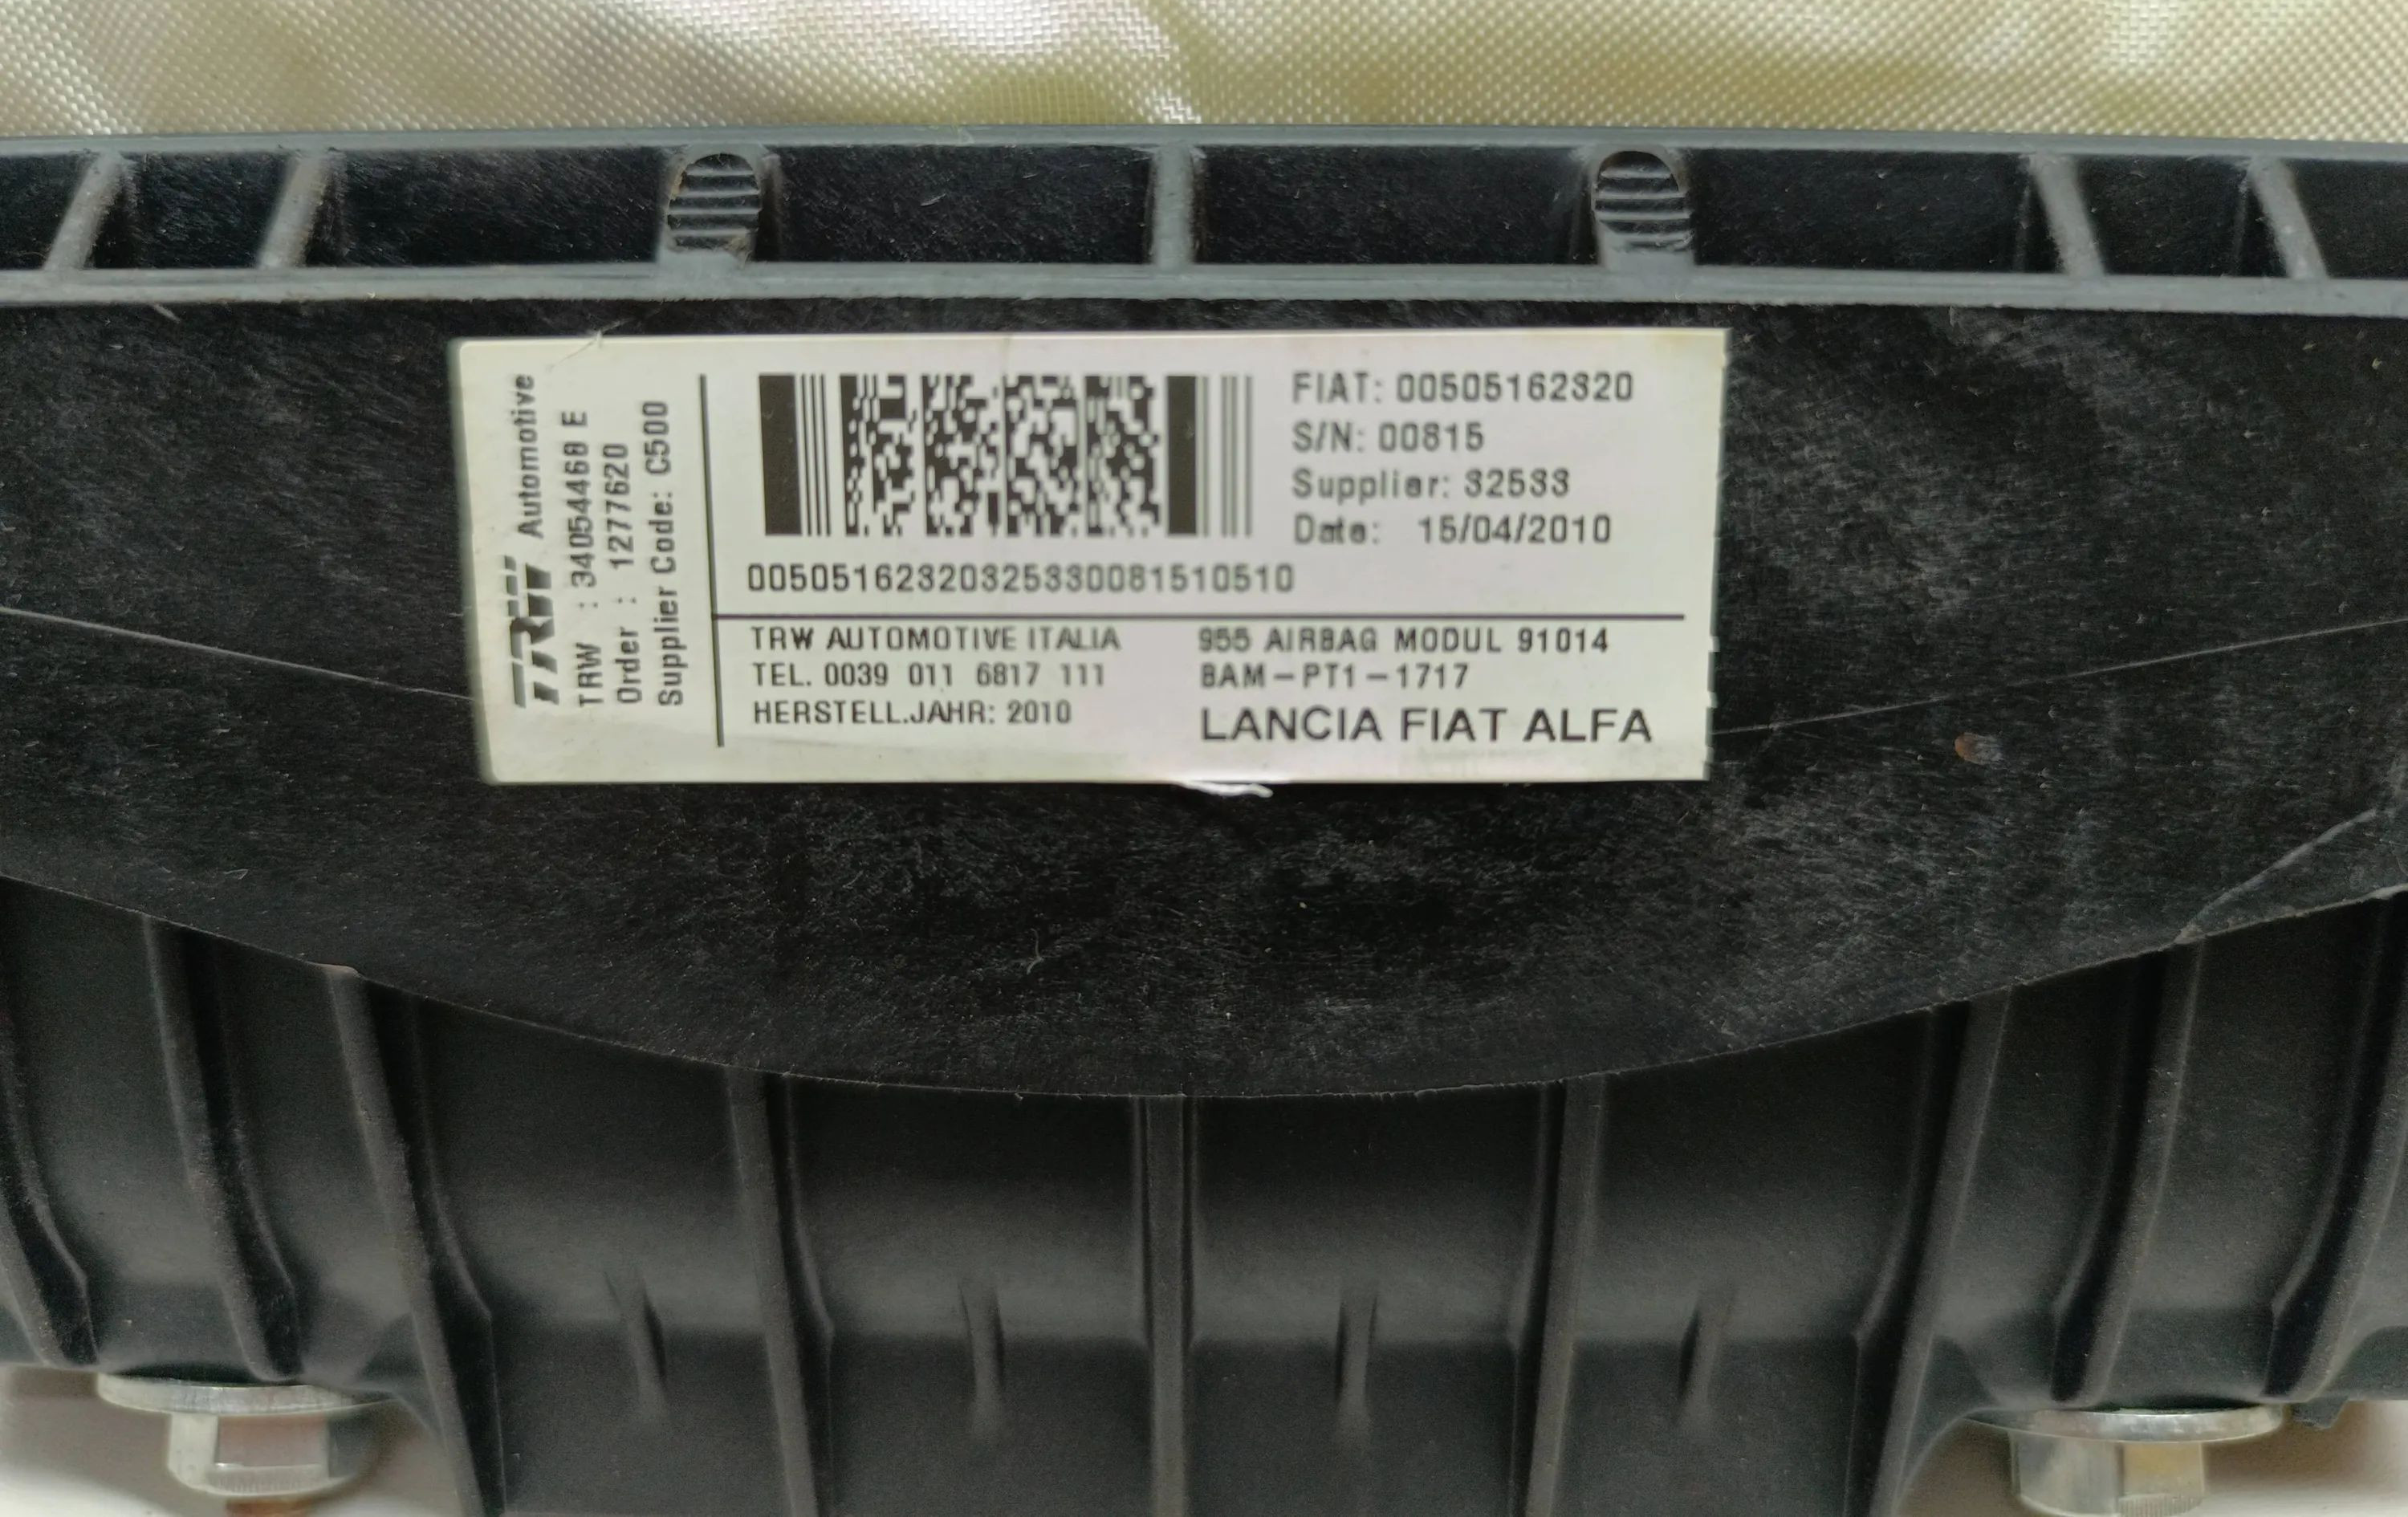 TRW Automotive
TRW : 34054468 E
Order : 12777620
Supplier Code: C500
FIAT: 00505162320
S/N: 00815
Supplier: 32533
Date: 15/04/2010
00505162320325330081510510
TRW AUTOMOTIVE ITALIA
TEL. 0039 011 6817 111
HERSTELL.JAHR: 2010
955 AIRBAG MODUL 91014
BAM-PT1-1717
LANCIA FIAT ALFA